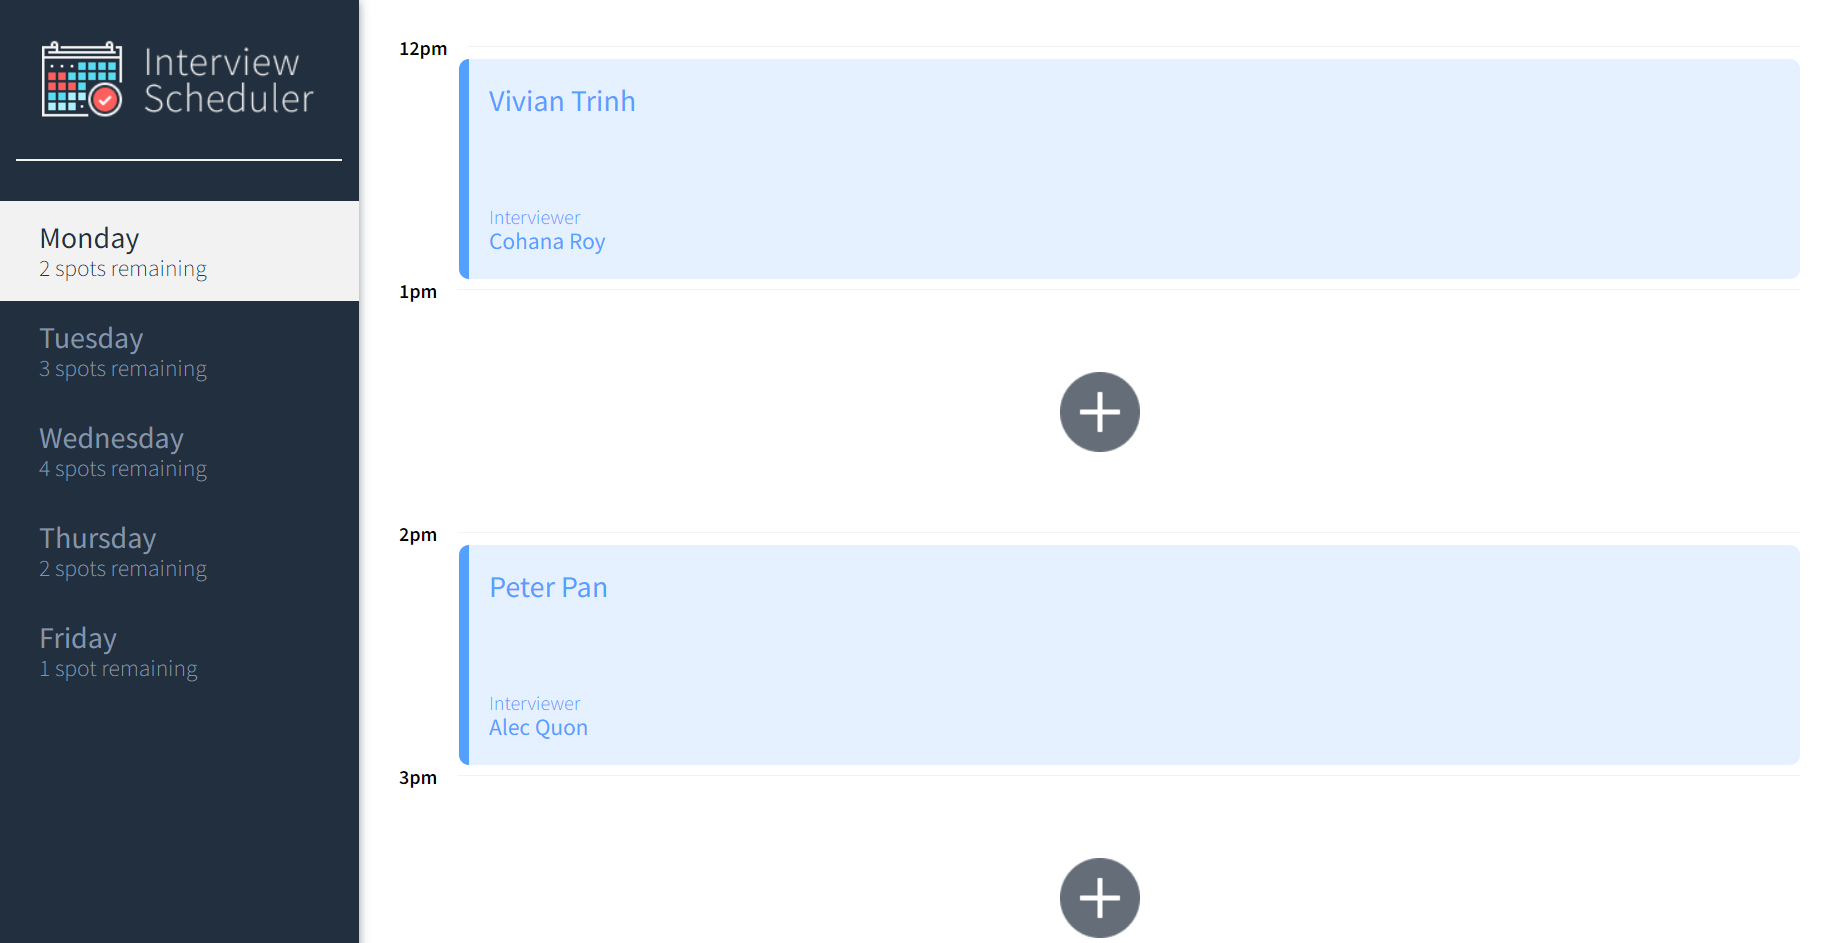 Interview
Scheduler
Monday
2 spots remaining
Tuesday
3 spots remaining
Wednesday
4 spots remaining
Thursday
2 spots remaining
Friday
1 spot remaining
12pm
Vivian Trinh
Interviewer
Cohana Roy
1pm
2pm
Peter Pan
Interviewer
Alec Quon
3pm